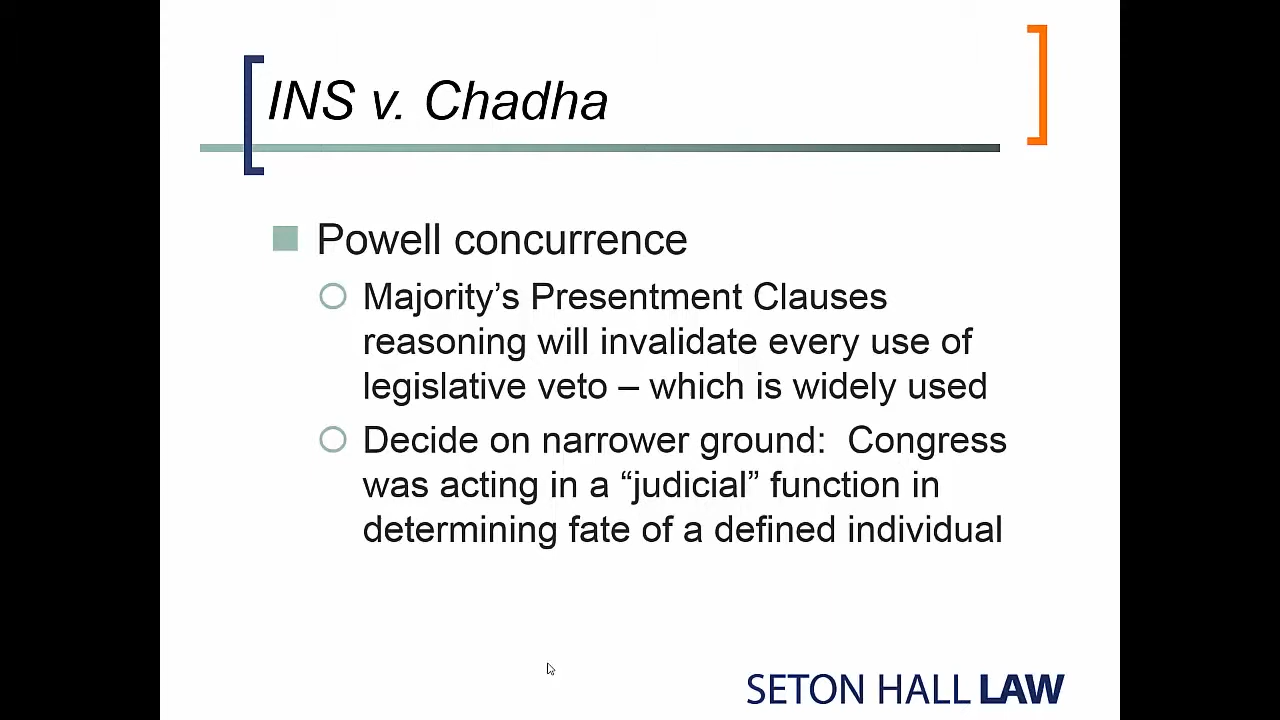 INS v. Chadha
Powell concurrence
Majority’s Presentment Clauses
reasoning will invalidate every use of
legislative veto – which is widely used
Decide on narrower ground:  Congress
was acting in a “judicial” function in
determining fate of a defined individual
SETON HALL LAW